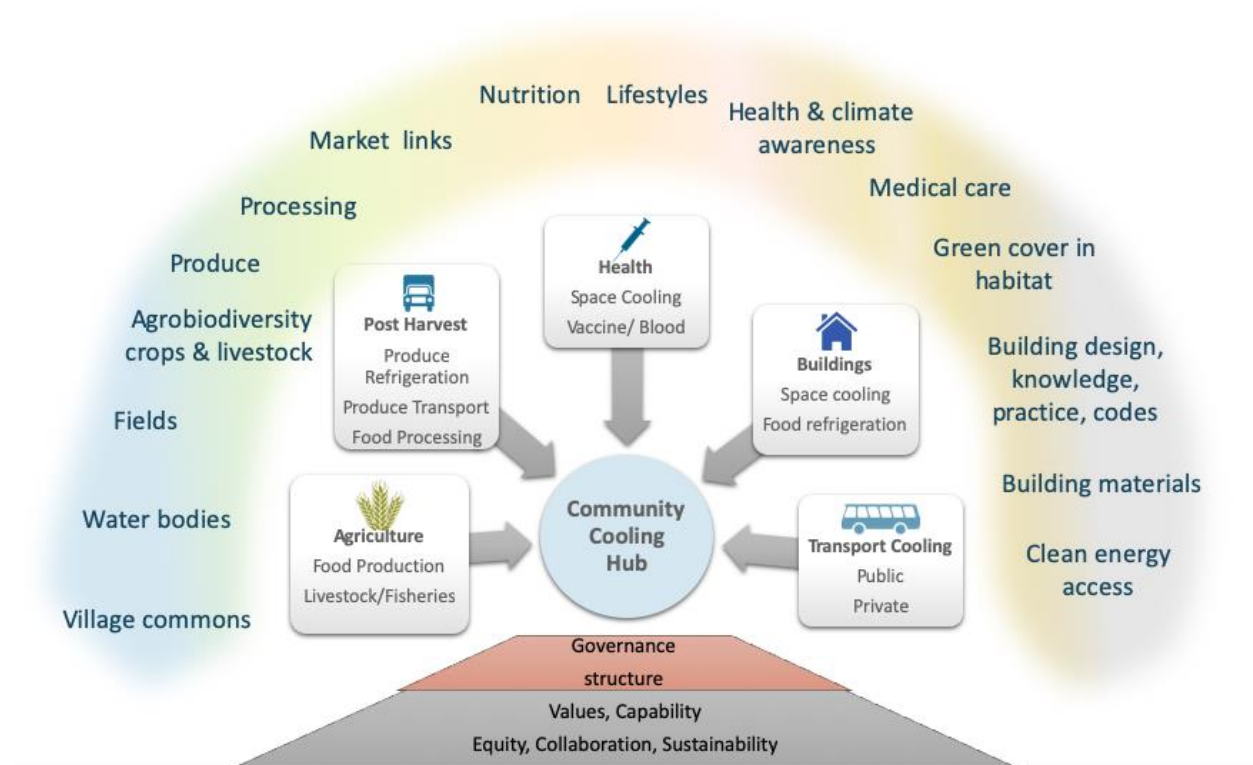 Nutrition
Lifestyles
Health & climate
awareness
Market links
Medical care
Processing
Green cover in
habitat
Produce
Agrobiodiversity
crops & livestock
Building design,
knowledge,
practice, codes
Fields
Building materials
Water bodies
Clean energy
access
Village commons
Health
Space Cooling
Vaccine/ Blood
Post Harvest
Produce
Refrigeration
Produce Transport
Food Processing
Buildings
Space cooling
Food refrigeration
Agriculture
Food Production
Livestock/Fisheries
Community
Cooling
Hub
Transport Cooling
Public
Private
Governance
structure
Values, Capability
Equity, Collaboration, Sustainability